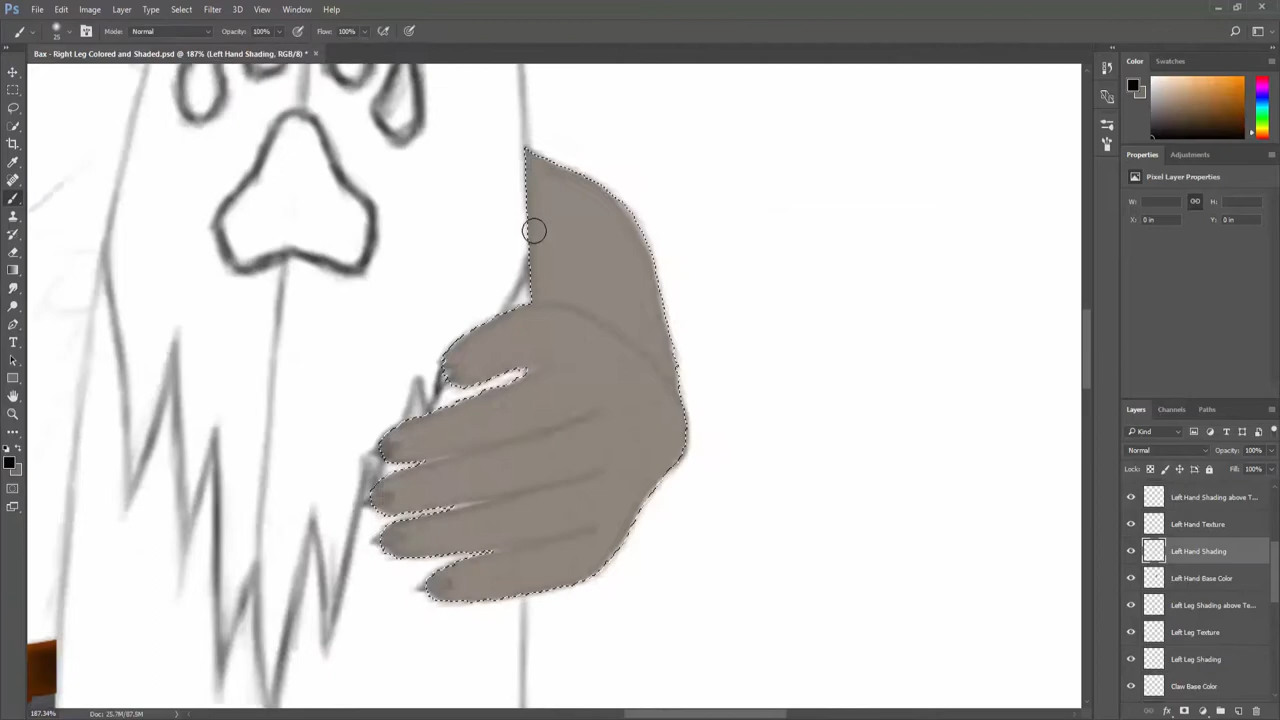 Ps File Edit Image Layer Type Select Filter 3D View Window Help
25 Mode: Normal Opacity: 100% Flow: 100%
Bax - Right Leg Colored and Shaded.psd @ 187% (Left Hand Shading, RGB/8) * ×
Color Swatches
Properties Adjustments
Pixel Layer Properties
W: H:
X: 0 in Y: 0 in
Layers Channels Paths
Kind
Normal Opacity: 100%
Lock: Fill: 100%
Left Hand Shading above T...
Left Hand Texture
Left Hand Shading
Left Hand Base Color
Left Leg Shading above Te...
Left Leg Texture
Left Leg Shading
Claw Base Color
187.34% Doc: 25.7M/87.9M